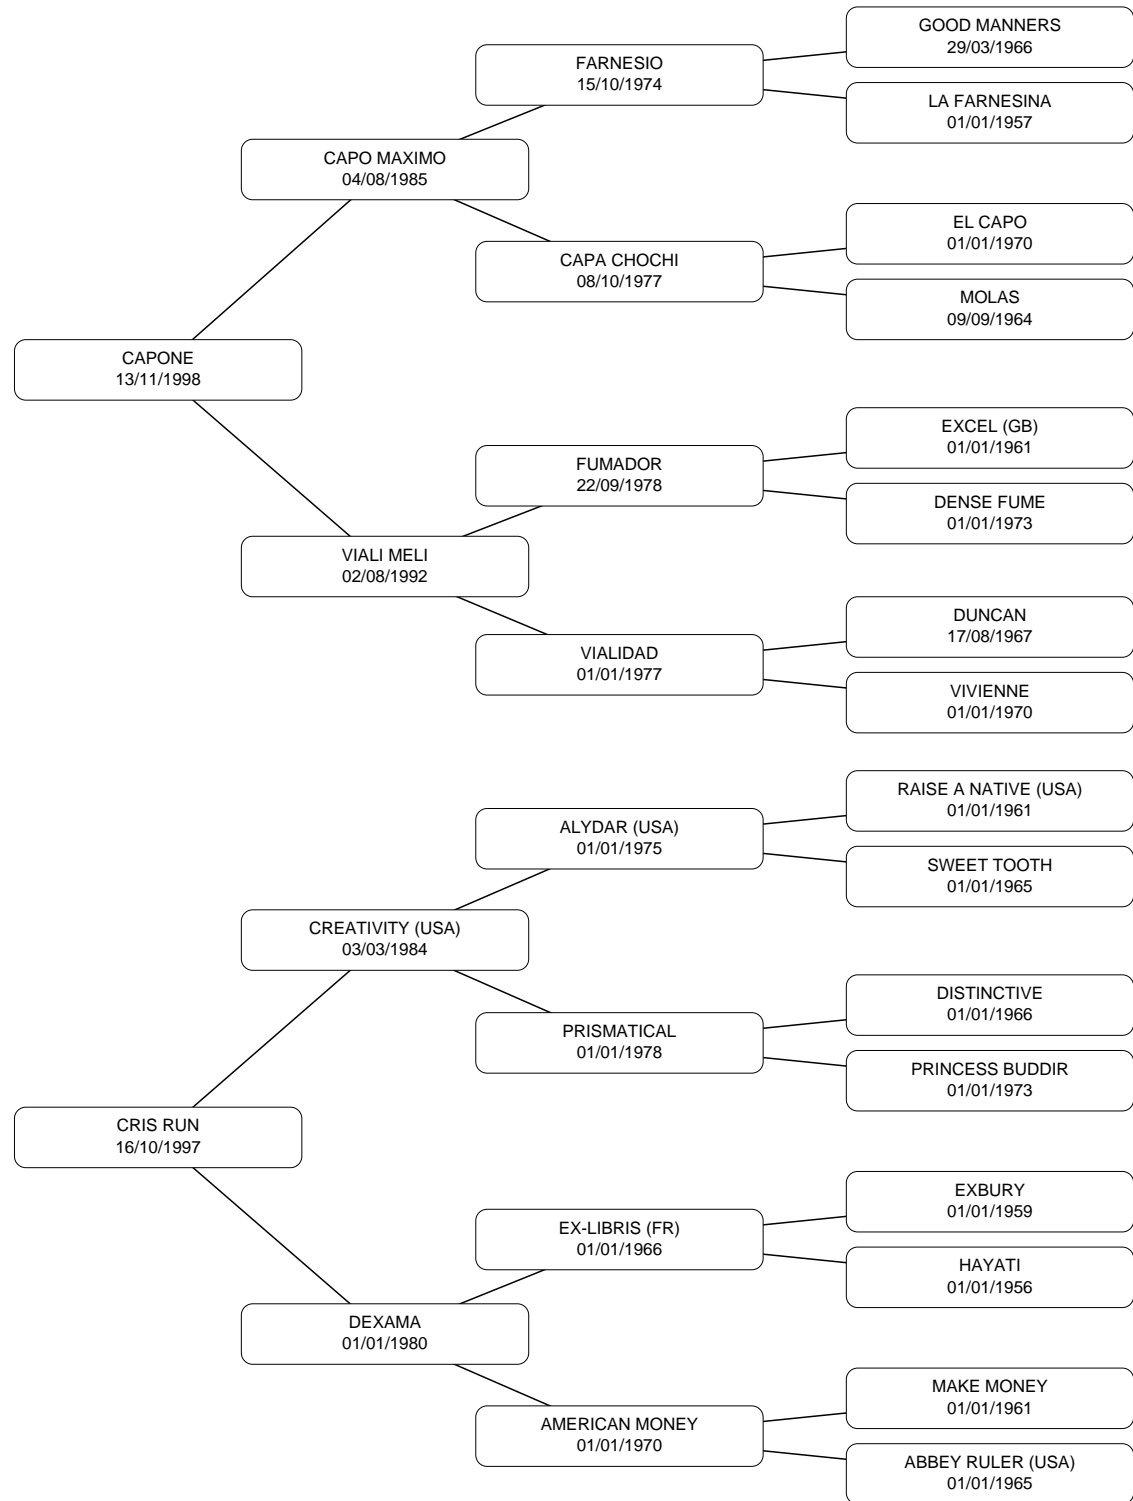 GOOD MANNERS
29/03/1966
FARNESIO
15/10/1974
LA FARNESINA
01/01/1957
CAPO MAXIMO
04/08/1985
EL CAPO
01/01/1970
CAPA CHOCHI
08/10/1977
MOLAS
09/09/1964
CAPONE
13/11/1998
EXCEL (GB)
01/01/1961
FUMADOR
22/09/1978
DENSE FUME
01/01/1973
VIALI MELI
02/08/1992
DUNCAN
17/08/1967
VIALIDAD
01/01/1977
VIVIENNE
01/01/1970
RAISE A NATIVE (USA)
01/01/1961
ALYDAR (USA)
01/01/1975
SWEET TOOTH
01/01/1965
CREATIVITY (USA)
03/03/1984
DISTINCTIVE
01/01/1966
PRISMATICAL
01/01/1978
PRINCESS BUDDIR
01/01/1973
CRIS RUN
16/10/1997
EXBURY
01/01/1959
EX-LIBRIS (FR)
01/01/1966
HAYATI
01/01/1956
DEXAMA
01/01/1980
MAKE MONEY
01/01/1961
AMERICAN MONEY
01/01/1970
ABBEY RULER (USA)
01/01/1965